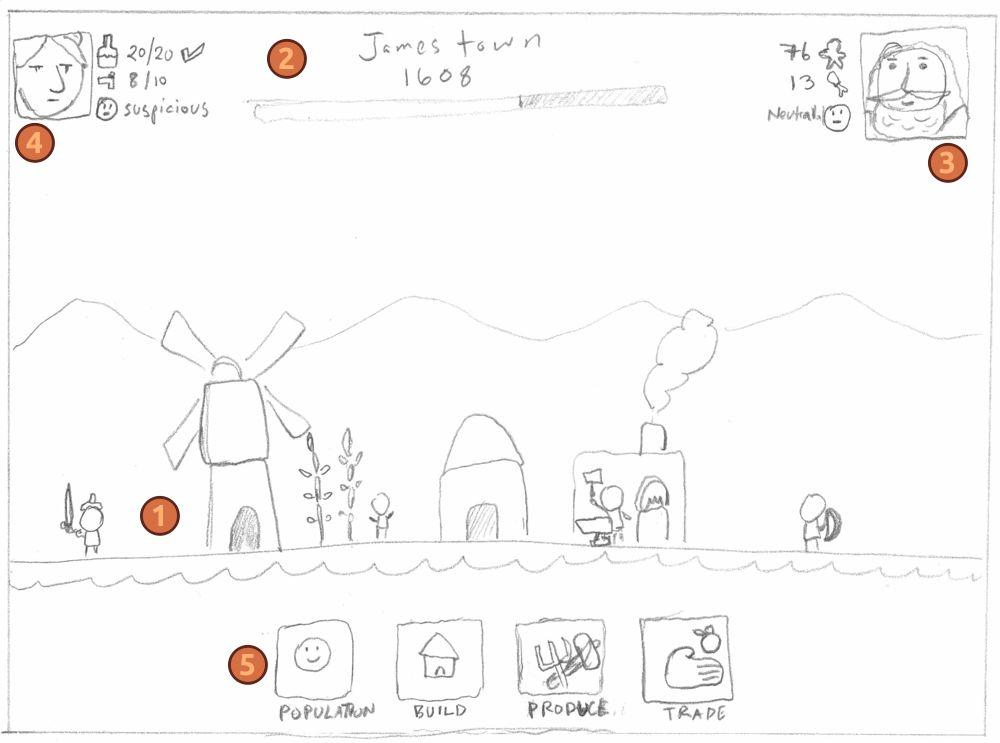 James town
1608
20/20
8/10
suspicious
76
13
Neutral
4
2
3
1
5
POPULATION
BUILD
PRODUCE
TRADE